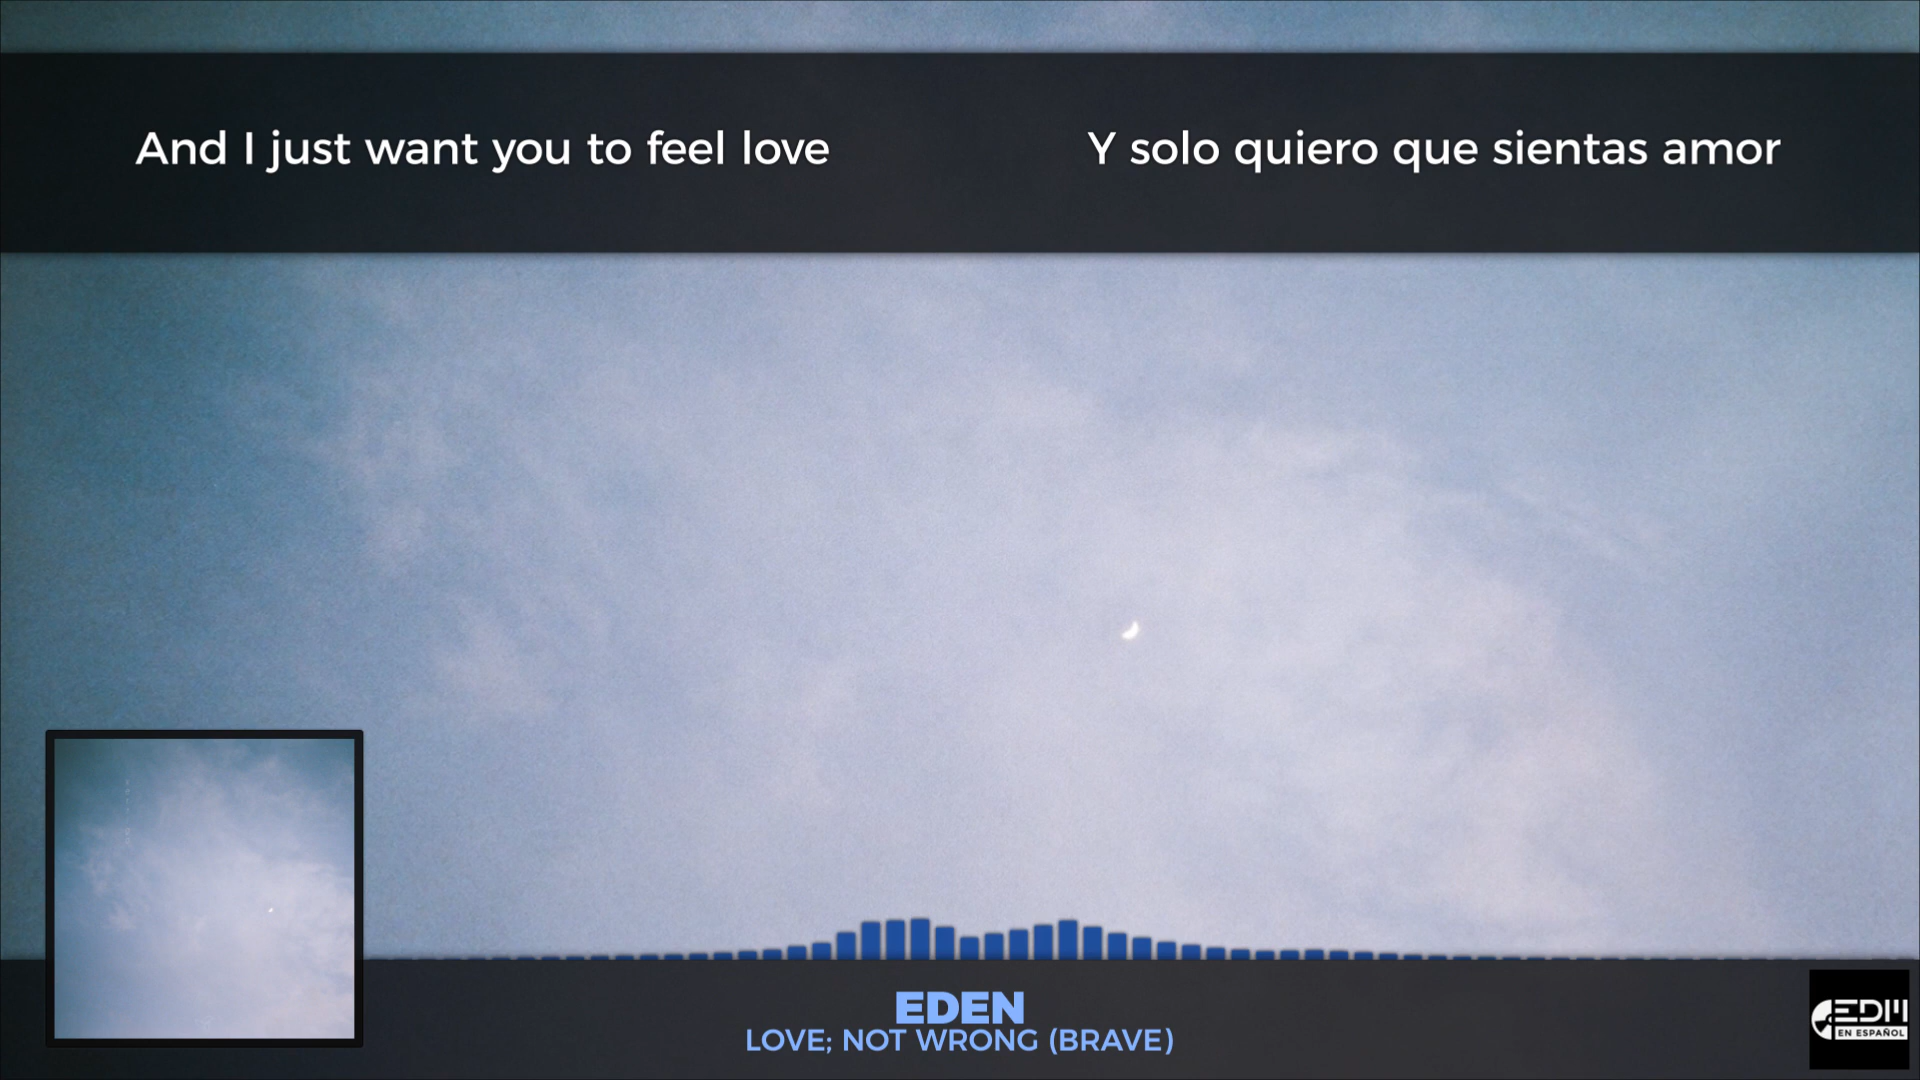 And I just want you to feel love
Y solo quiero que sientas amor
EDEN
LOVE; NOT WRONG (BRAVE)
EDM
EN ESPAÑOL